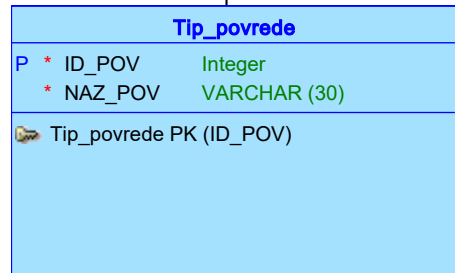 Tip_povrede
P * ID_POV Integer
* NAZ_POV VARCHAR (30)
Tip_povrede PK (ID_POV)